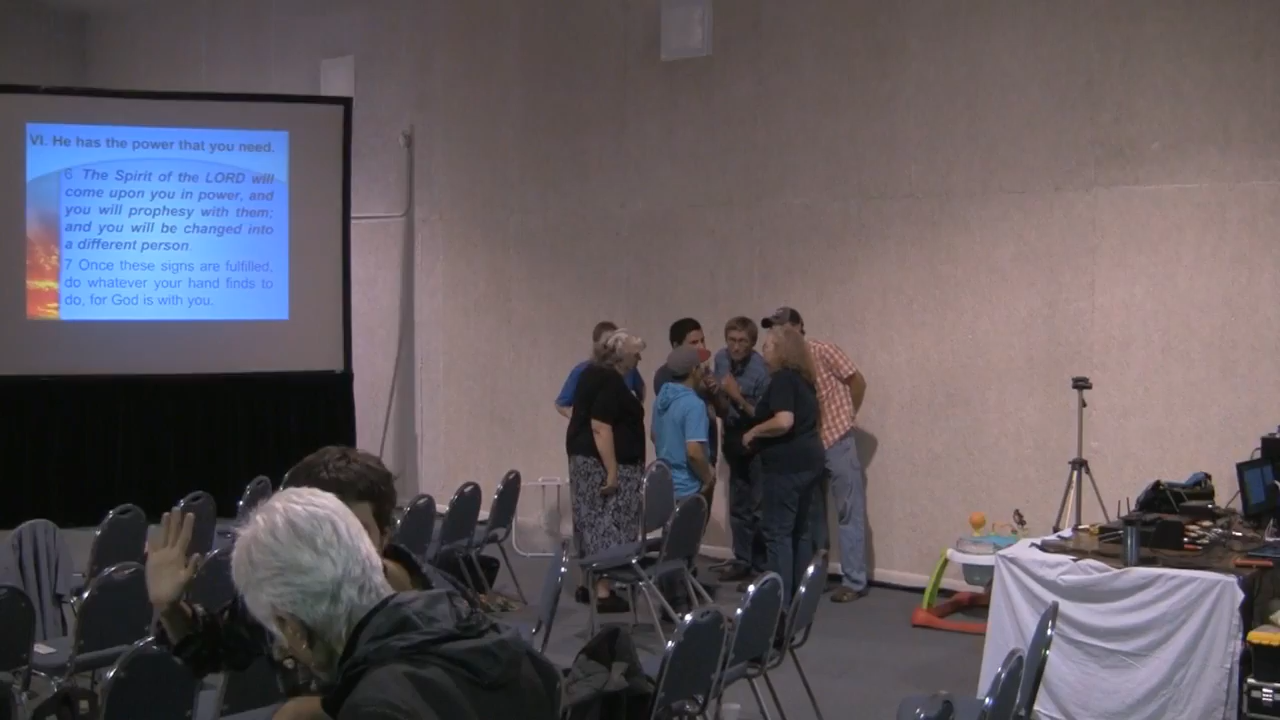 VI. He has the power that you need.
6 The Spirit of the LORD will
come upon you in power, and
you will prophesy with them;
and you will be changed into
a different person.
7 Once these signs are fulfilled,
do whatever your hand finds to
do, for God is with you.